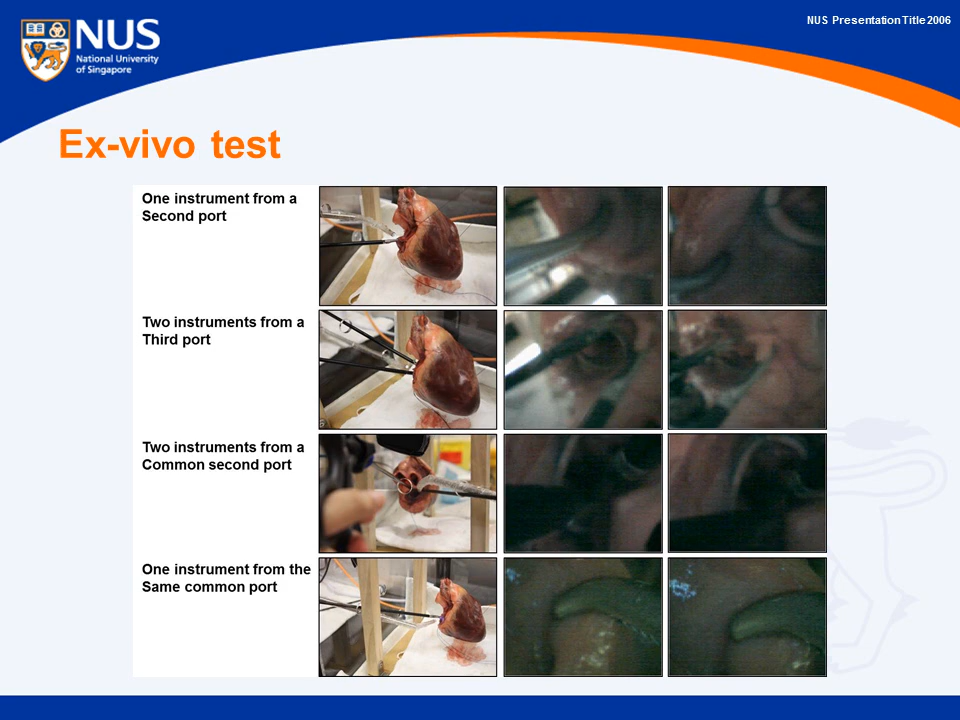 NUS Presentation Title 2006
NUS
National University
of Singapore
Ex-vivo test
One instrument from a
Second port
Two instruments from a
Third port
Two instruments from a
Common second port
One instrument from the
Same common port